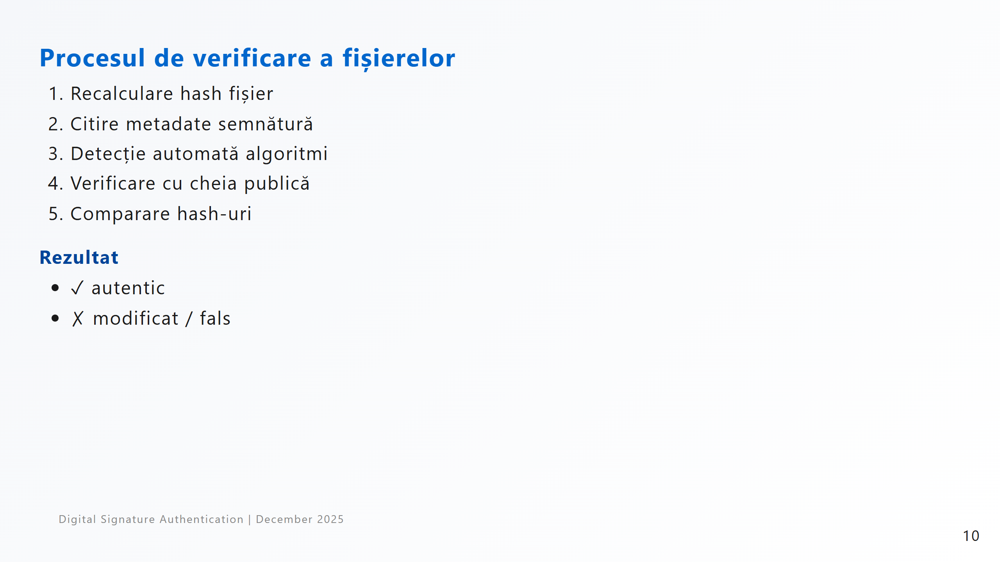 Procesul de verificare a fișierelor
1. Recalculare hash fișier
2. Citire metadate semnătură
3. Detecție automată algoritmi
4. Verificare cu cheia publică
5. Comparare hash-uri
Rezultat
• ✓ autentic
• ✗ modificat / fals
Digital Signature Authentication | December 2025
10